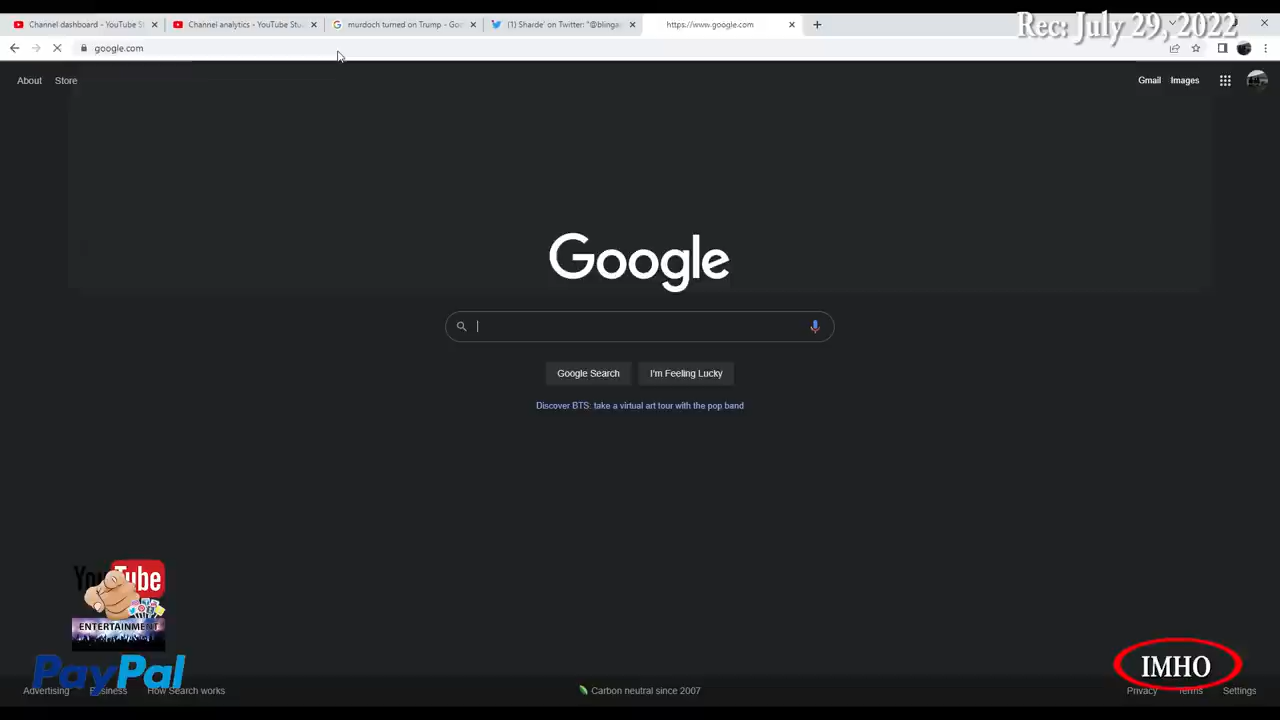 Channel dashboard - YouTube St
Channel analytics - YouTube Stu
murdoch turned on Trump - Goo
(1) Sharde' on Twitter: "@blinga
https://www.google.com
Rec: July 29, 2022
google.com
About
Store
Gmail
Images
Google
Google Search
I'm Feeling Lucky
Discover BTS: take a virtual art tour with the pop band
YouTube
ENTERTAINMENT
PayPal
IMHO
Advertising
Business
How Search works
Carbon neutral since 2007
Privacy
Terms
Settings